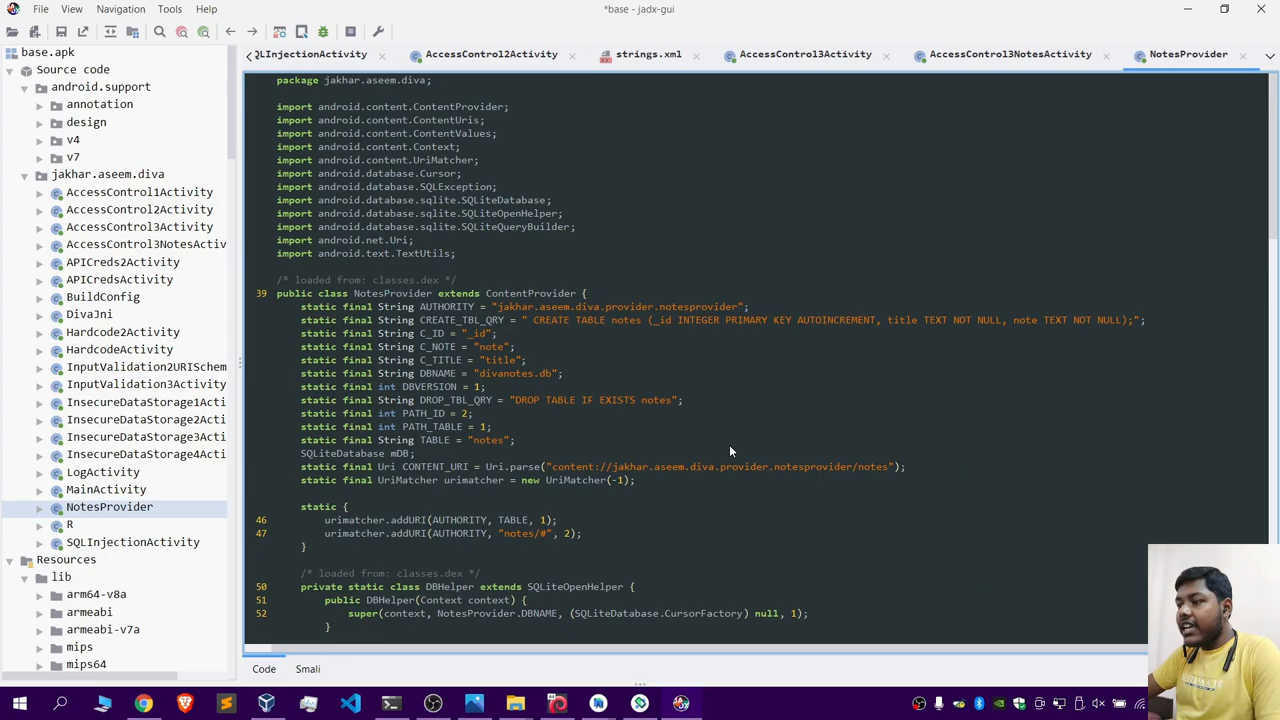 File View Navigation Tools Help
*base - jadx-gui
QLInjectionActivity AccessControl2Activity strings.xml AccessControl3Activity AccessControl3NotesActivity NotesProvider
base.apk
Source code
android.support
annotation
design
v4
v7
jakhar.aseem.diva
AccessControl1Activity
AccessControl2Activity
AccessControl3Activity
AccessControl3NotesActiv
APICreds2Activity
APICredsActivity
BuildConfig
DivaJni
Hardcode2Activity
HardcodeActivity
InputValidation2URISchem
InputValidation3Activity
InsecureDataStorage1Acti
InsecureDataStorage2Acti
InsecureDataStorage3Acti
InsecureDataStorage4Acti
LogActivity
MainActivity
NotesProvider
R
SQLInjectionActivity
Resources
lib
arm64-v8a
armeabi
armeabi-v7a
mips
mips64
package jakhar.aseem.diva;
import android.content.ContentProvider;
import android.content.ContentUris;
import android.content.ContentValues;
import android.content.Context;
import android.content.UriMatcher;
import android.database.Cursor;
import android.database.SQLException;
import android.database.sqlite.SQLiteDatabase;
import android.database.sqlite.SQLiteOpenHelper;
import android.database.sqlite.SQLiteQueryBuilder;
import android.net.Uri;
import android.text.TextUtils;
/* loaded from: classes.dex */
39 public class NotesProvider extends ContentProvider {
static final String AUTHORITY = "jakhar.aseem.diva.provider.notesprovider";
static final String CREATE_TBL_QRY = " CREATE TABLE notes (_id INTEGER PRIMARY KEY AUTOINCREMENT, title TEXT NOT NULL, note TEXT NOT NULL);";
static final String C_ID = "_id";
static final String C_NOTE = "note";
static final String C_TITLE = "title";
static final String DBNAME = "divanotes.db";
static final int DBVERSION = 1;
static final String DROP_TBL_QRY = "DROP TABLE IF EXISTS notes";
static final int PATH_ID = 2;
static final int PATH_TABLE = 1;
static final String TABLE = "notes";
SQLiteDatabase mDB;
static final Uri CONTENT_URI = Uri.parse("content://jakhar.aseem.diva.provider.notesprovider/notes");
static final UriMatcher urimatcher = new UriMatcher(-1);
static {
46 urimatcher.addURI(AUTHORITY, TABLE, 1);
47 urimatcher.addURI(AUTHORITY, "notes/#", 2);
}
/* loaded from: classes.dex */
50 private static class DBHelper extends SQLiteOpenHelper {
51 public DBHelper(Context context) {
52 super(context, NotesProvider.DBNAME, (SQLiteDatabase.CursorFactory) null, 1);
}
Code Smali